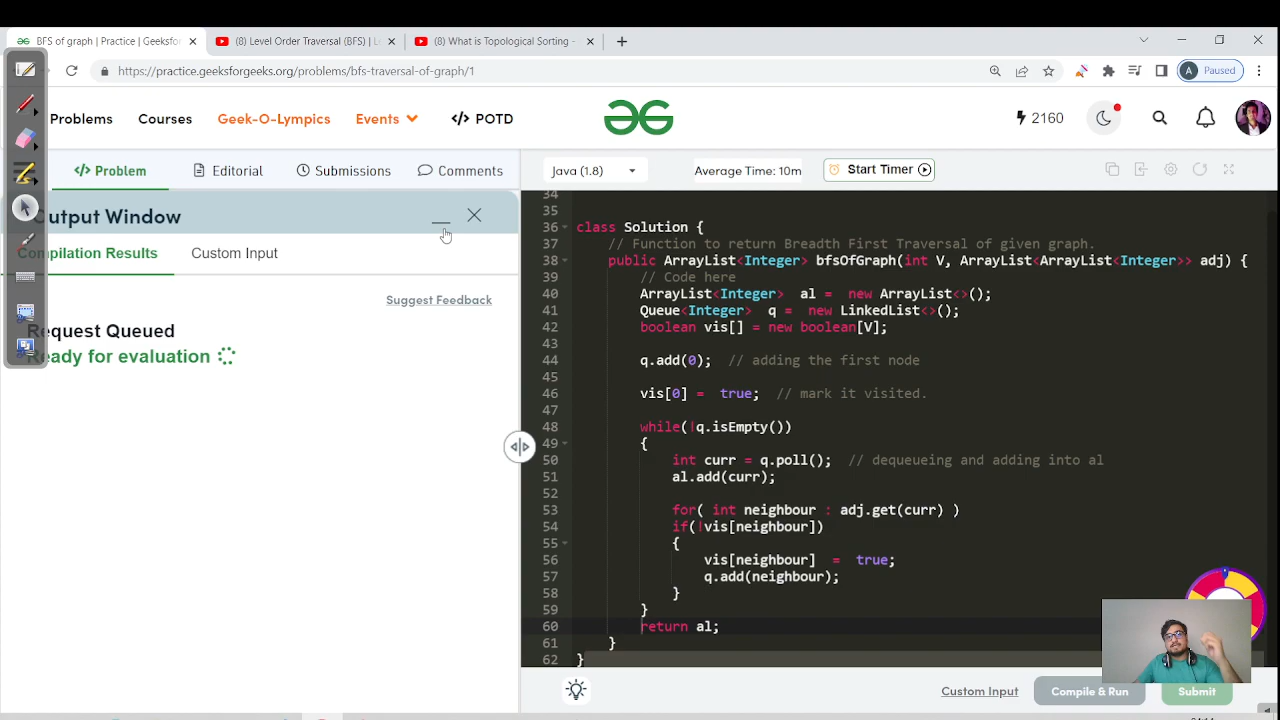 BFS of graph | Practice | Geeksfor
(8) Level Order Traversal (BFS) | L
(8) What is Topological Sorting -
https://practice.geeksforgeeks.org/problems/bfs-traversal-of-graph/1
A Paused
Problems Courses Geek-O-Lympics Events </> POTD 2160
</> Problem Editorial Submissions Comments
Java (1.8) Average Time: 10m Start Timer
Output Window
Compilation Results Custom Input
Suggest Feedback
Request Queued
Ready for evaluation
34
35
36 class Solution {
37 // Function to return Breadth First Traversal of given graph.
38 public ArrayList<Integer> bfsOfGraph(int V, ArrayList<ArrayList<Integer>> adj) {
39 // Code here
40 ArrayList<Integer> al = new ArrayList<>();
41 Queue<Integer> q = new LinkedList<>();
42 boolean vis[] = new boolean[V];
43
44 q.add(0); // adding the first node
45
46 vis[0] = true; // mark it visited.
47
48 while(!q.isEmpty())
49 {
50 int curr = q.poll(); // dequeueing and adding into al
51 al.add(curr);
52
53 for( int neighbour : adj.get(curr) )
54 if(!vis[neighbour])
55 {
56 vis[neighbour] = true;
57 q.add(neighbour);
58 }
59 }
60 return al;
61 }
62 }
Custom Input Compile & Run Submit